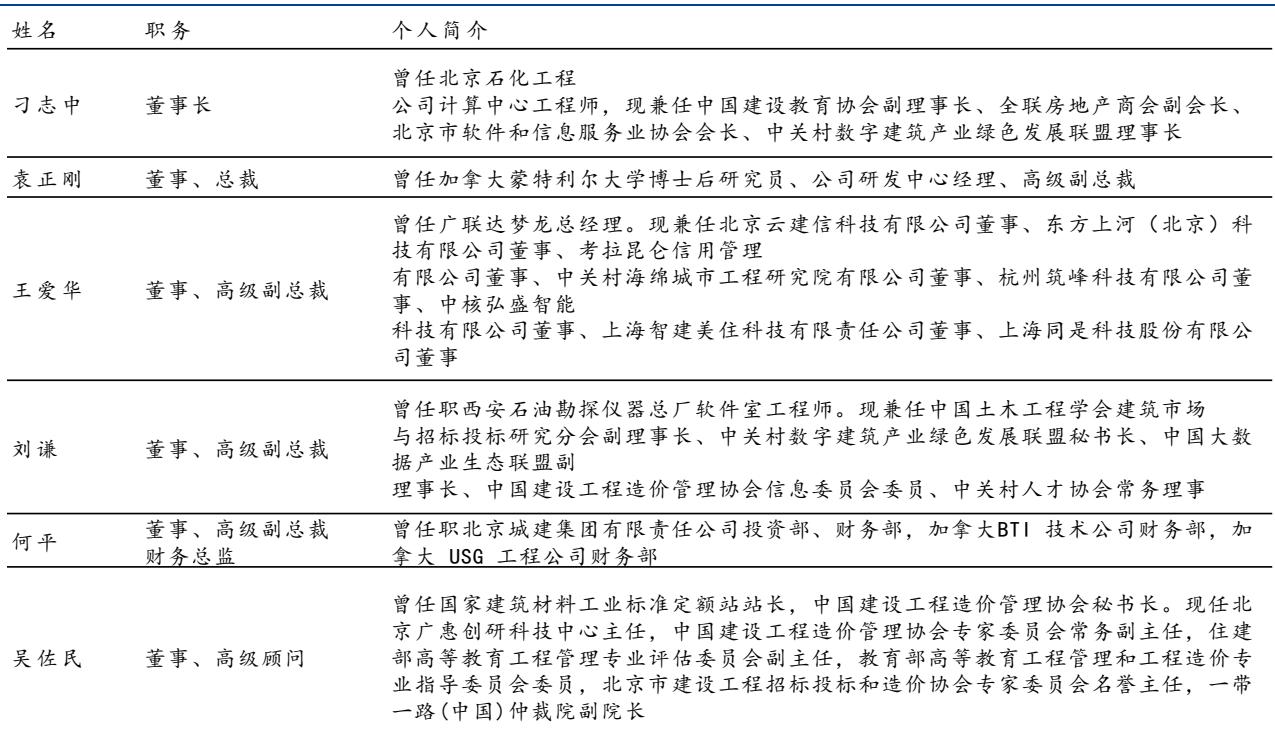 姓名 职务 个人简介
曾任北京石化工程
刁志中 董事长 公司计算中心工程师，现兼任中国建设教育协会副理事长、全联房地产商会副会长、
北京市软件和信息服务业协会会长、中关村数字建筑产业绿色发展联盟理事长
袁正刚 董事、总裁 曾任加拿大蒙特利尔大学博士后研究员、公司研发中心经理、高级副总裁
曾任广联达梦龙总经理。现兼任北京云建信科技有限公司董事、东方上河（北京）科
技有限公司董事、考拉昆仑信用管理
有限公司董事、中关村海绵城市工程研究院有限公司董事、杭州筑峰科技有限公司董
王爱华 董事、高级副总裁 事、中核弘盛智能
科技有限公司董事、上海智建美住科技有限责任公司董事、上海同是科技股份有限公
司董事
曾任职西安石油勘探仪器总厂软件室工程师。现兼任中国土木工程学会建筑市场
与招标投标研究分会副理事长、中关村数字建筑产业绿色发展联盟秘书长、中国大数
刘谦 董事、高级副总裁 据产业生态联盟副
理事长、中国建设工程造价管理协会信息委员会委员、中关村人才协会常务理事
何平 董事、高级副总裁 曾任职北京城建集团有限责任公司投资部、财务部，加拿大BTI 技术公司财务部，加
财务总监 拿大 USG 工程公司财务部
曾任国家建筑材料工业标准定额站站长，中国建设工程造价管理协会秘书长。现任北
京广惠创研科技中心主任，中国建设工程造价管理协会专家委员会常务副主任，住建
吴佐民 董事、高级顾问 部高等教育工程管理专业评估委员会副主任，教育部高等教育工程管理和工程造价专
业指导委员会委员，北京市建设工程招标投标和造价协会专家委员会名誉主任，一带
一路(中国)仲裁院副院长